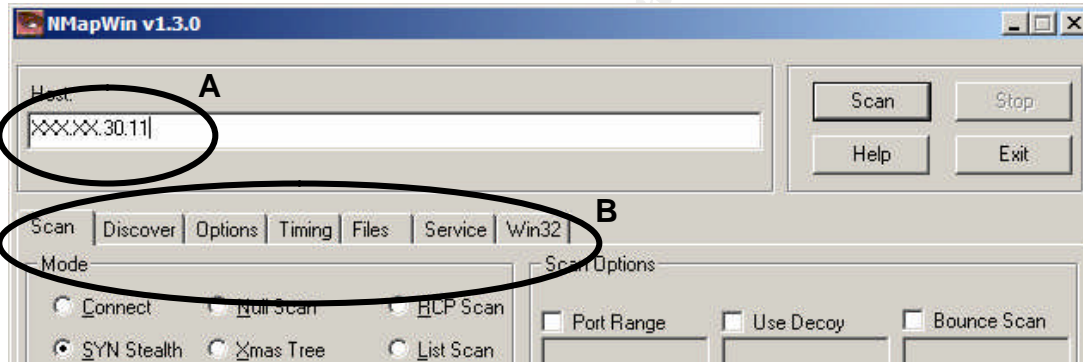 NMapWin v1.3.0
A
Host:
XXX.XX.30.11
Scan Stop
Help Exit
B
Scan Discover Options Timing Files Service Win32
Mode
Connect Null Scan RCP Scan
SYN Stealth Xmas Tree List Scan
Scan Options
Port Range Use Decoy Bounce Scan